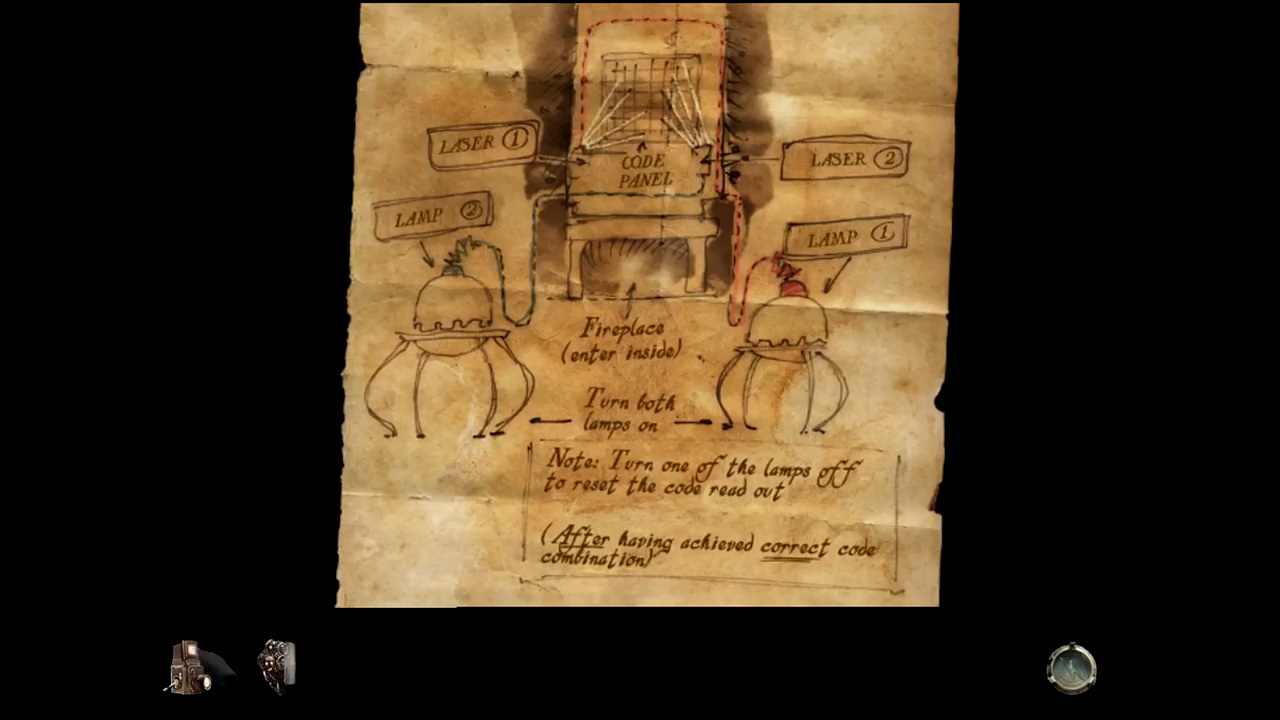 LASER 1
CODE
PANEL
LASER 2
LAMP 2
LAMP 1
Fireplace
(enter inside)
Turn both
lamps on
Note: Turn one of the lamps off
to reset the code read out
(After having achieved correct code
combination)